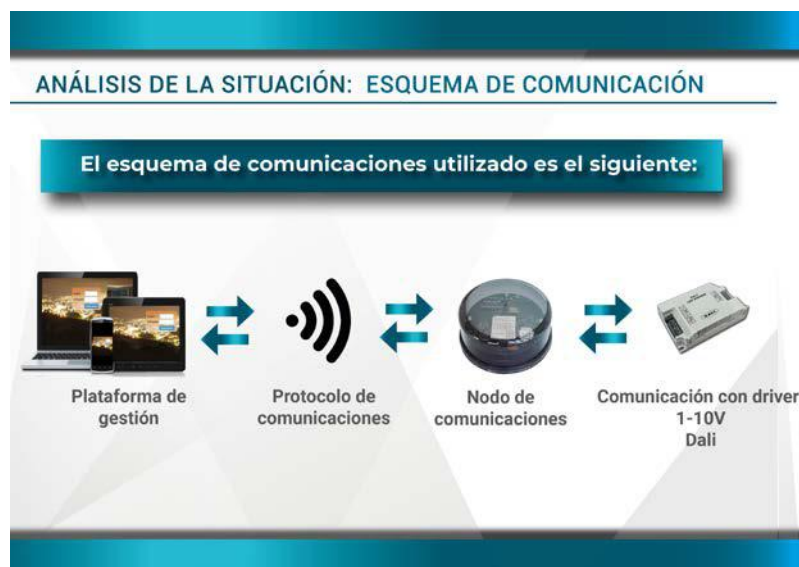 ANÁLISIS DE LA SITUACIÓN: ESQUEMA DE COMUNICACIÓN
El esquema de comunicaciones utilizado es el siguiente:
Plataforma de
gestión
Protocolo de
comunicaciones
Nodo de
comunicaciones
Comunicación con driver
1-10V
Dali